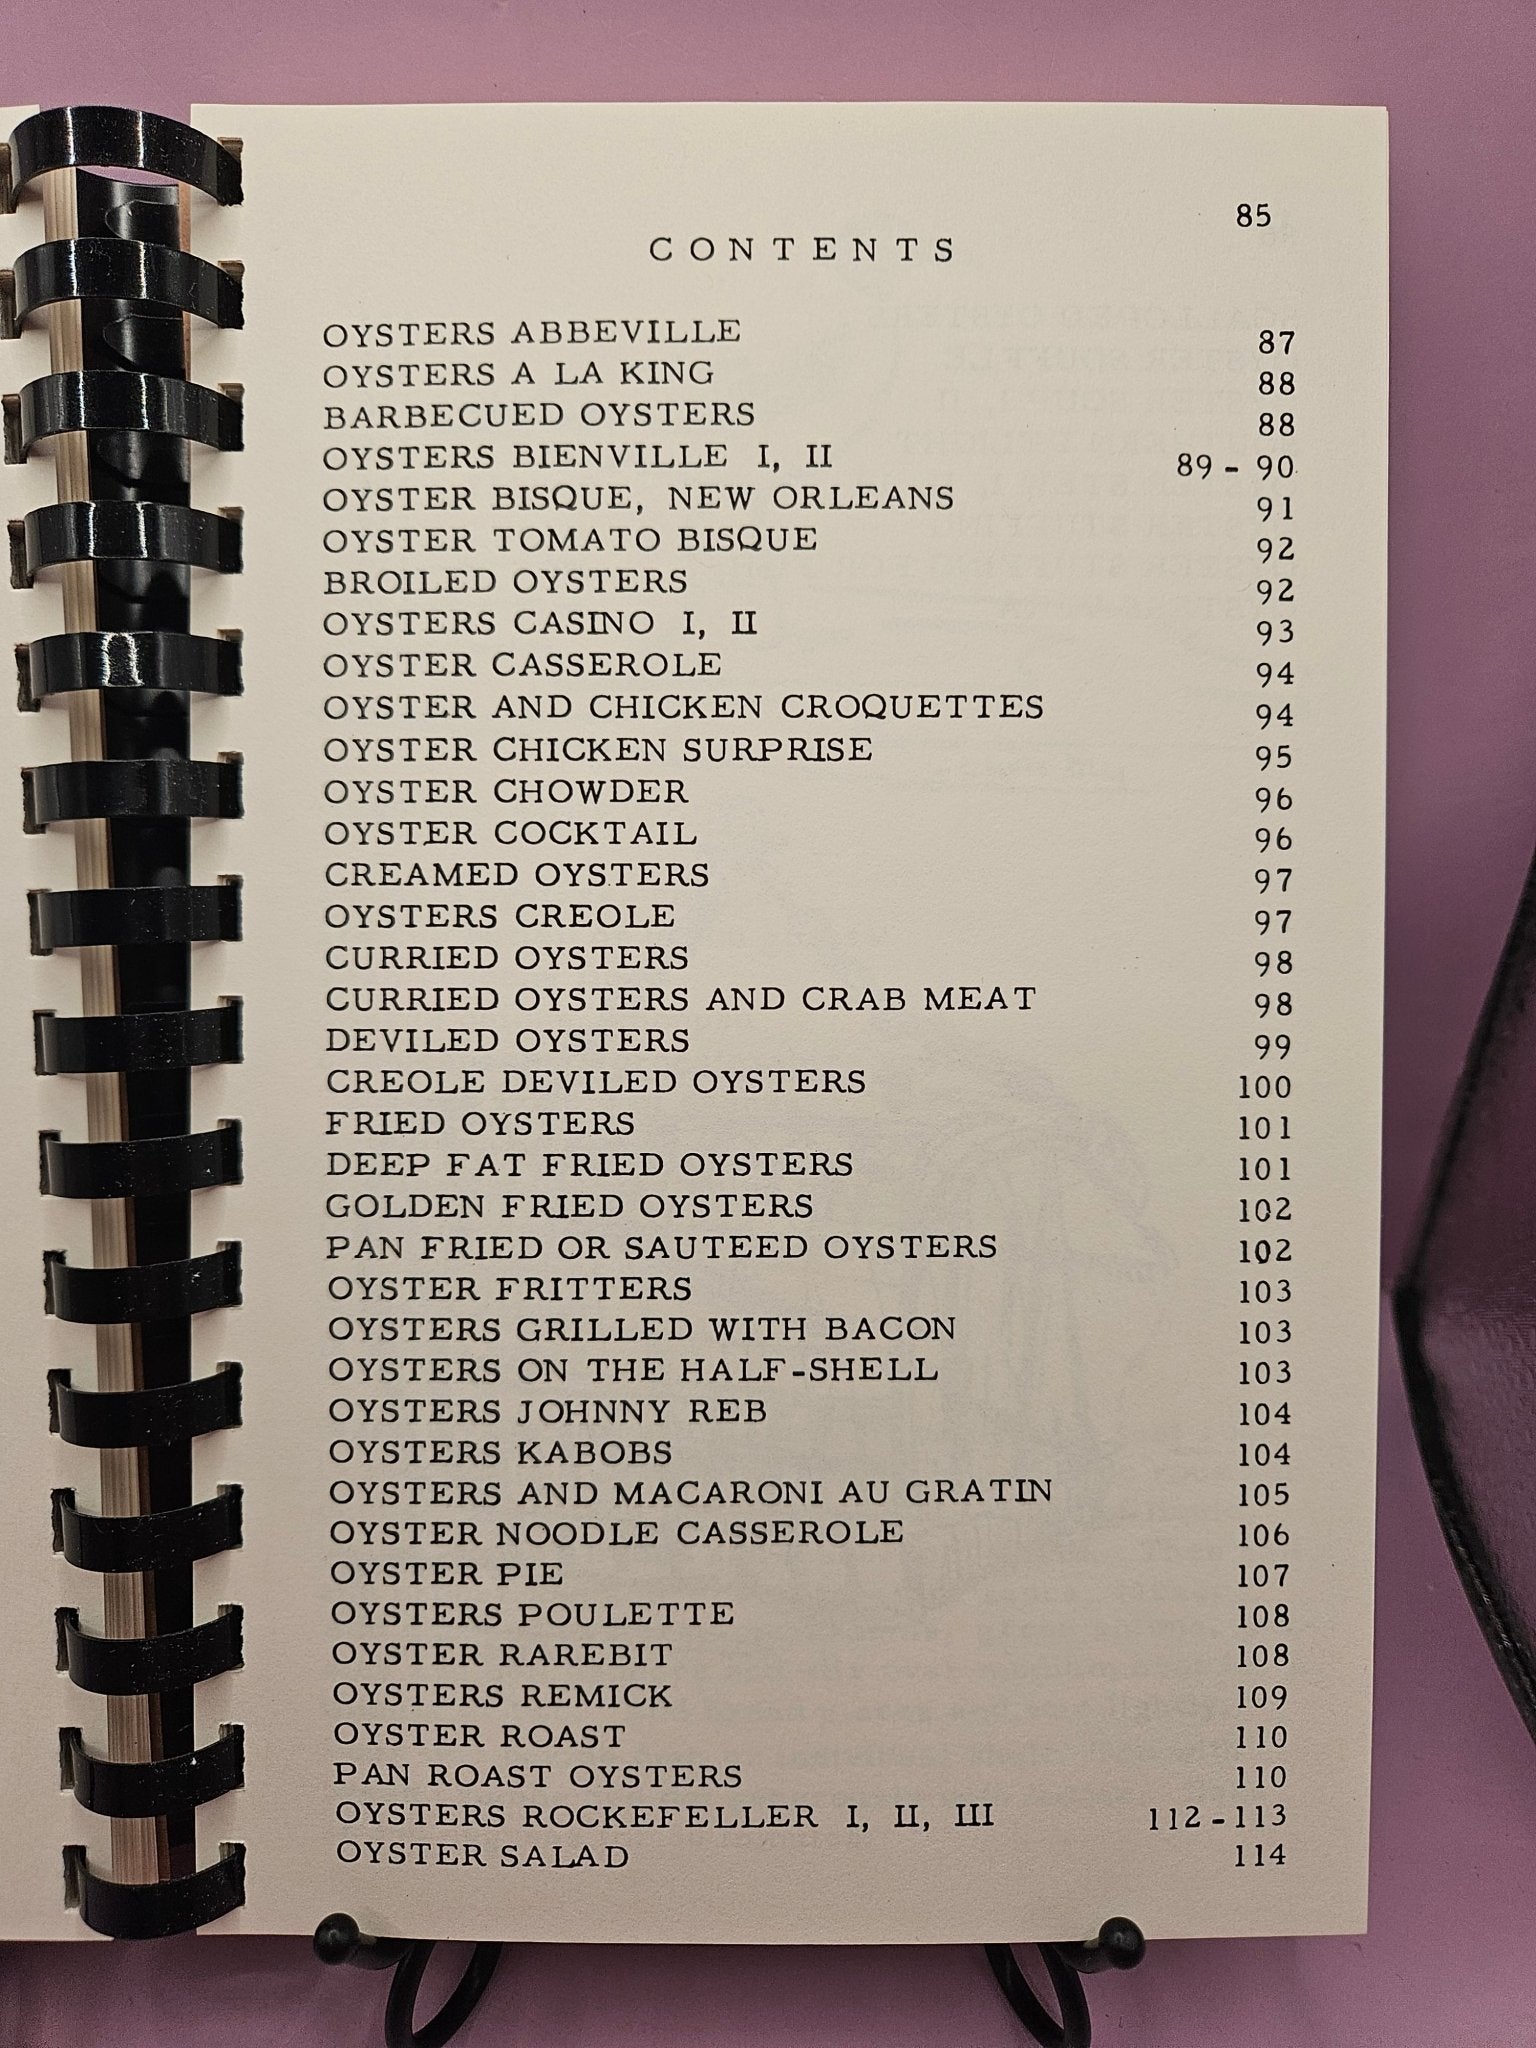 85
CONTENTS
OYSTERS ABBEVILLE 87
OYSTERS A LA KING 88
BARBECUED OYSTERS 88
OYSTERS BIENVILLE I, II 89 - 90
OYSTER BISQUE, NEW ORLEANS 91
OYSTER TOMATO BISQUE 92
BROILED OYSTERS 92
OYSTERS CASINO I, II 93
OYSTER CASSEROLE 94
OYSTER AND CHICKEN CROQUETTES 94
OYSTER CHICKEN SURPRISE 95
OYSTER CHOWDER 96
OYSTER COCKTAIL 96
CREAMED OYSTERS 97
OYSTERS CREOLE 97
CURRIED OYSTERS 98
CURRIED OYSTERS AND CRAB MEAT 98
DEVILED OYSTERS 99
CREOLE DEVILED OYSTERS 100
FRIED OYSTERS 101
DEEP FAT FRIED OYSTERS 101
GOLDEN FRIED OYSTERS 102
PAN FRIED OR SAUTEED OYSTERS 102
OYSTER FRITTERS 103
OYSTERS GRILLED WITH BACON 103
OYSTERS ON THE HALF-SHELL 103
OYSTERS JOHNNY REB 104
OYSTERS KABOBS 104
OYSTERS AND MACARONI AU GRATIN 105
OYSTER NOODLE CASSEROLE 106
OYSTER PIE 107
OYSTERS POULETTE 108
OYSTER RAREBIT 108
OYSTERS REMICK 109
OYSTER ROAST 110
PAN ROAST OYSTERS 110
OYSTERS ROCKEFELLER I, II, III 112-113
OYSTER SALAD 114